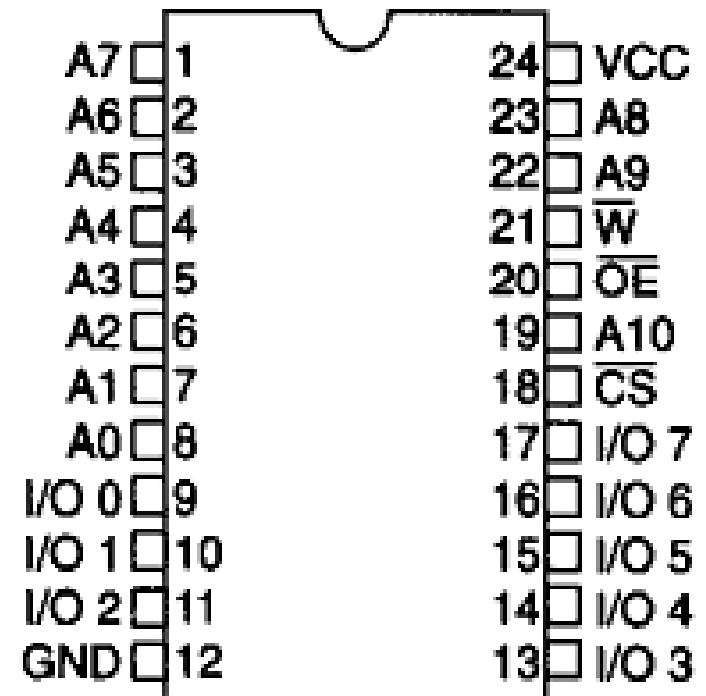 A7 1 24 VCC
A6 2 23 A8
A5 3 22 A9
A4 4 21 W̅
A3 5 20 O̅E̅
A2 6 19 A10
A1 7 18 C̅S̅
A0 8 17 I/O 7
I/O 0 9 16 I/O 6
I/O 1 10 15 I/O 5
I/O 2 11 14 I/O 4
GND 12 13 I/O 3